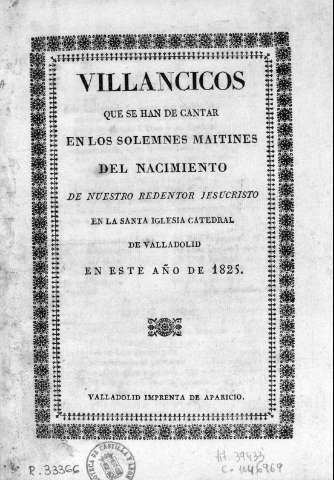 VILLANCICOS
QUE SE HAN DE CANTAR
EN LOS SOLEMNES MAITINES
DEL NACIMIENTO
DE NUESTRO REDENTOR JESUCRISTO
EN LA SANTA IGLESIA CATEDRAL
DE VALLADOLID
EN ESTE AÑO DE 1825.
VALLADOLID IMPRENTA DE APARICIO.
R. 33366